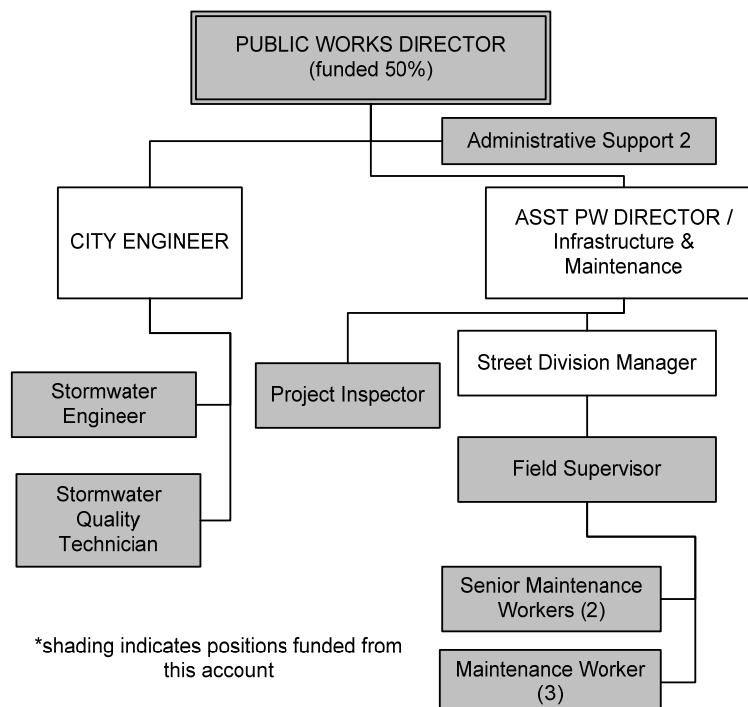 PUBLIC WORKS DIRECTOR
(funded 50%)
Administrative Support 2
CITY ENGINEER
ASST PW DIRECTOR /
Infrastructure &
Maintenance
Stormwater
Engineer
Project Inspector
Street Division Manager
Stormwater
Quality
Technician
Field Supervisor
Senior Maintenance
Workers (2)
Maintenance Worker
(3)
*shading indicates positions funded from
this account